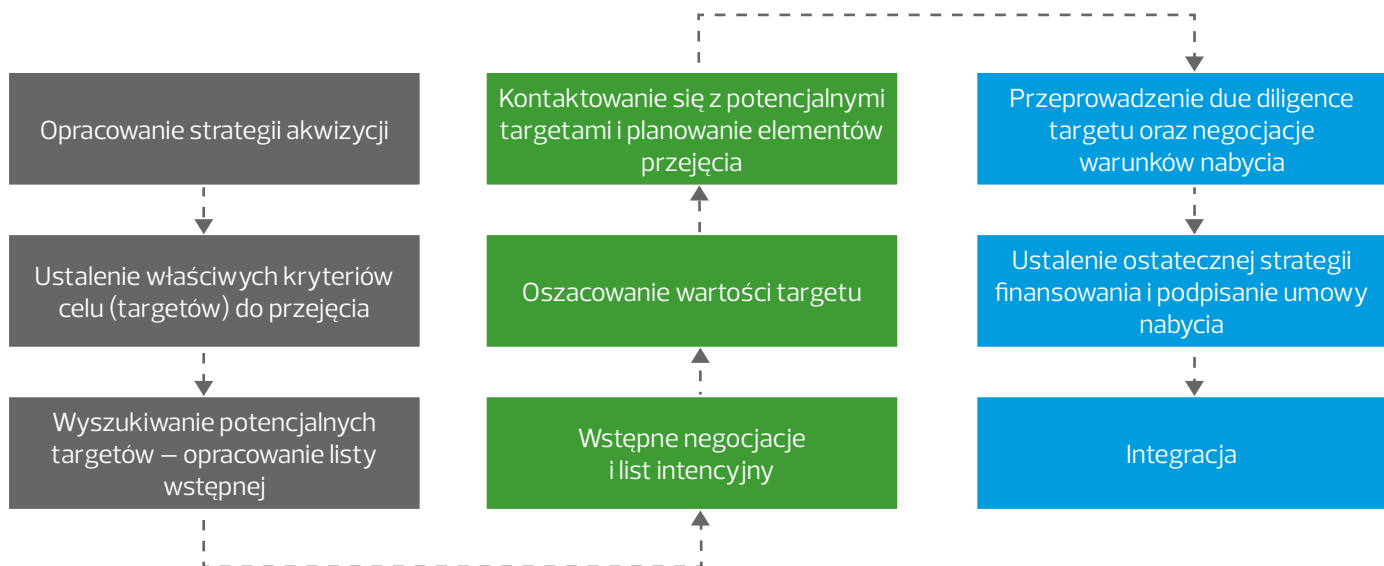 Opracowanie strategii akwizycji
Ustalenie właściwych kryteriów
celu (targetów) do przejęcia
Wyszukiwanie potencjalnych
targetów – opracowanie listy
wstępnej
Kontaktowanie się z potencjalnymi
targetami i planowanie elementów
przejęcia
Oszacowanie wartości targetu
Wstępne negocjacje
i list intencyjny
Przeprowadzenie due diligence
targetu oraz negocjacje
warunków nabycia
Ustalenie ostatecznej strategii
finansowania i podpisanie umowy
nabycia
Integracja